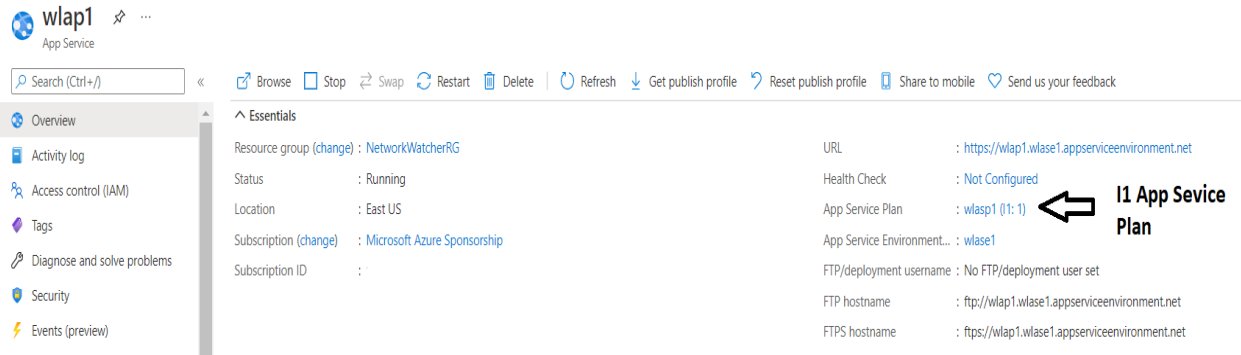 wlap1 ...
App Service
Search (Ctrl+/) «
Browse Stop Swap Restart Delete Refresh Get publish profile Reset publish profile Share to mobile Send us your feedback
Overview
Activity log
Access control (IAM)
Tags
Diagnose and solve problems
Security
Events (preview)
Essentials
Resource group (change) : NetworkWatcherRG
Status : Running
Location : East US
Subscription (change) : Microsoft Azure Sponsorship
Subscription ID :
URL : https://wlap1.wlase1.appserviceenvironment.net
Health Check : Not Configured
App Service Plan : wlasp1 (I1: 1)
App Service Environment... : wlase1
FTP/deployment username : No FTP/deployment user set
FTP hostname : ftp://wlap1.wlase1.appserviceenvironment.net
FTPS hostname : ftps://wlap1.wlase1.appserviceenvironment.net
I1 App Sevice
Plan